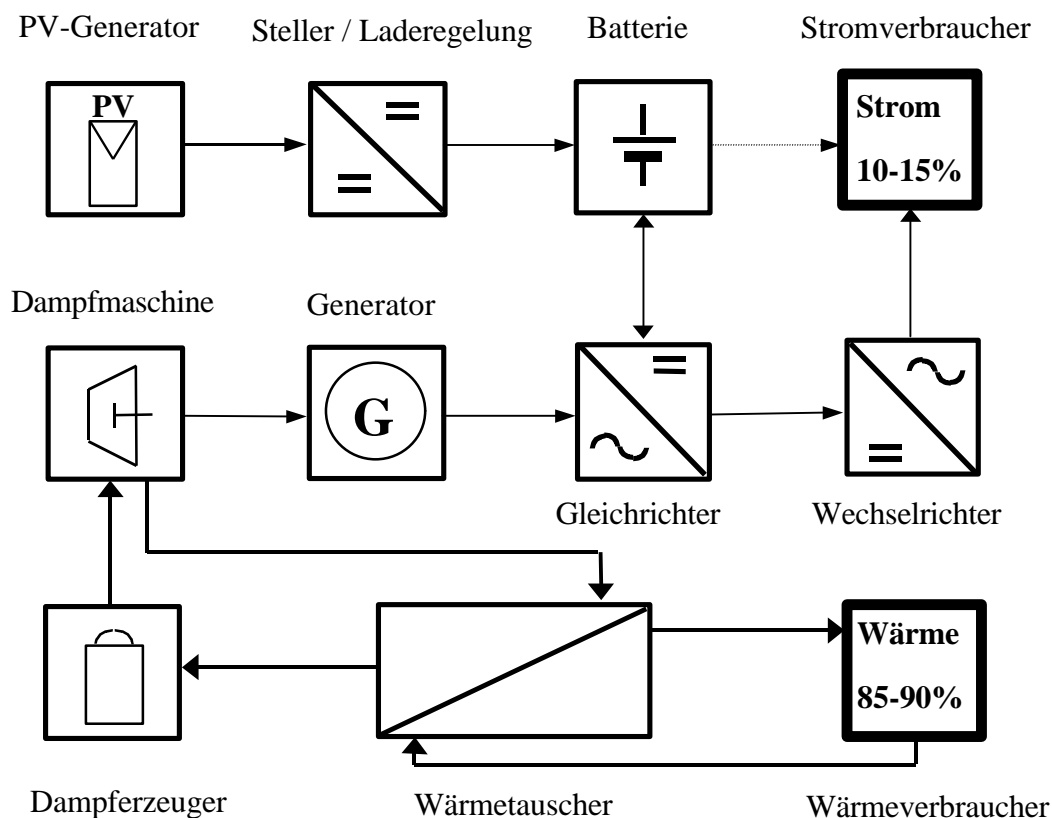 PV-Generator
Steller / Laderegelung
Batterie
Stromverbraucher
PV
Strom
10-15%
Dampfmaschine
Generator
G
Gleichrichter
Wechselrichter
Wärme
85-90%
Dampferzeuger
Wärmetauscher
Wärmeverbraucher